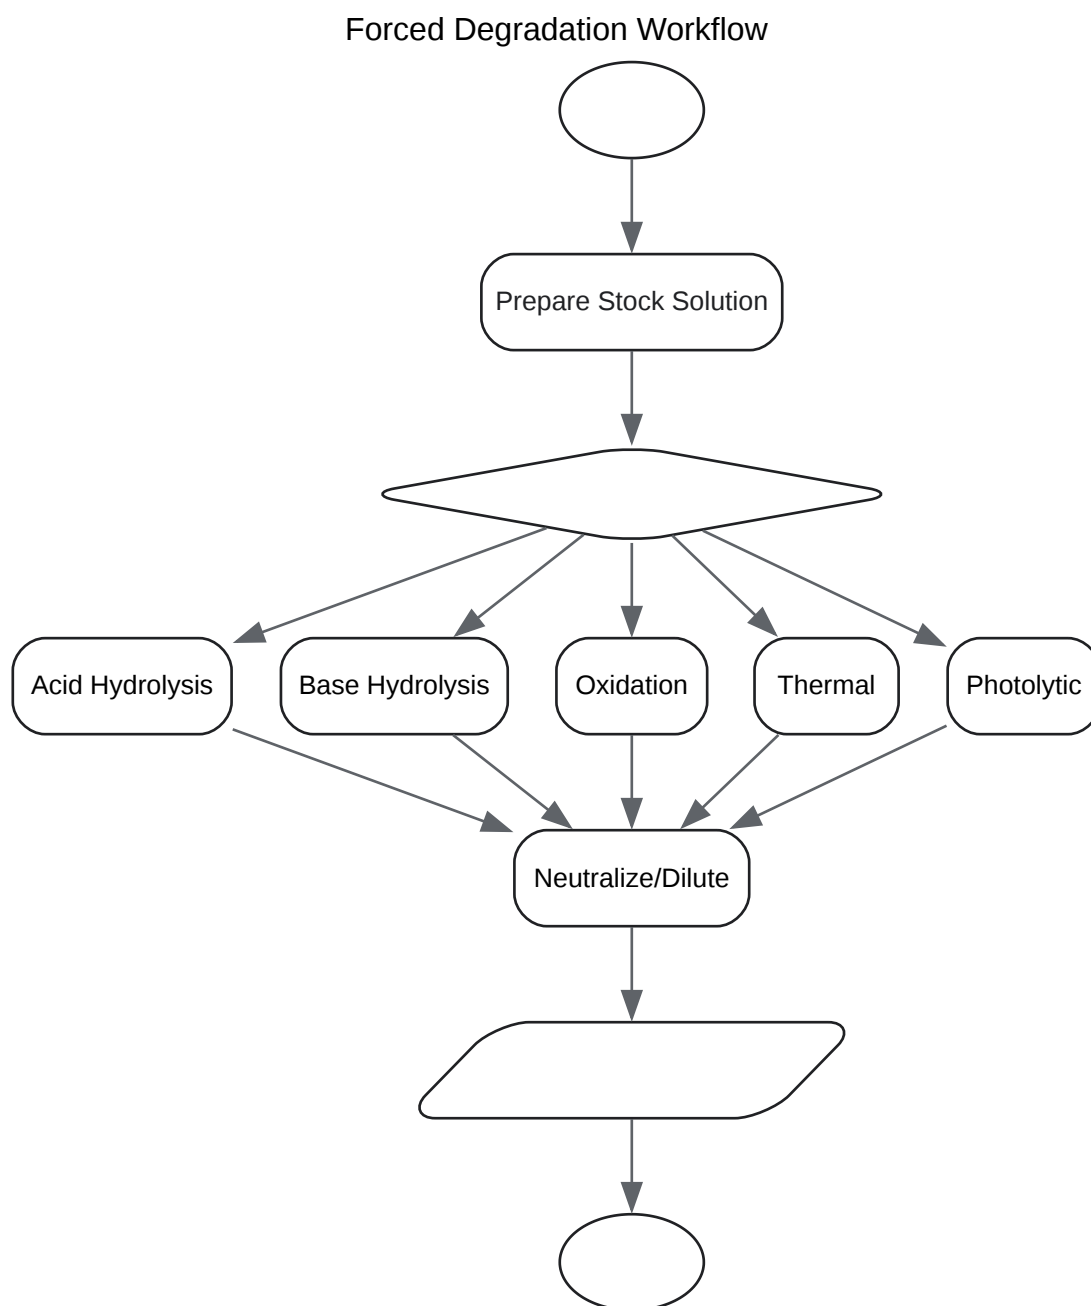 Forced Degradation Workflow
Prepare Stock Solution
Acid Hydrolysis
Base Hydrolysis
Oxidation
Thermal
Photolytic
Neutralize/Dilute